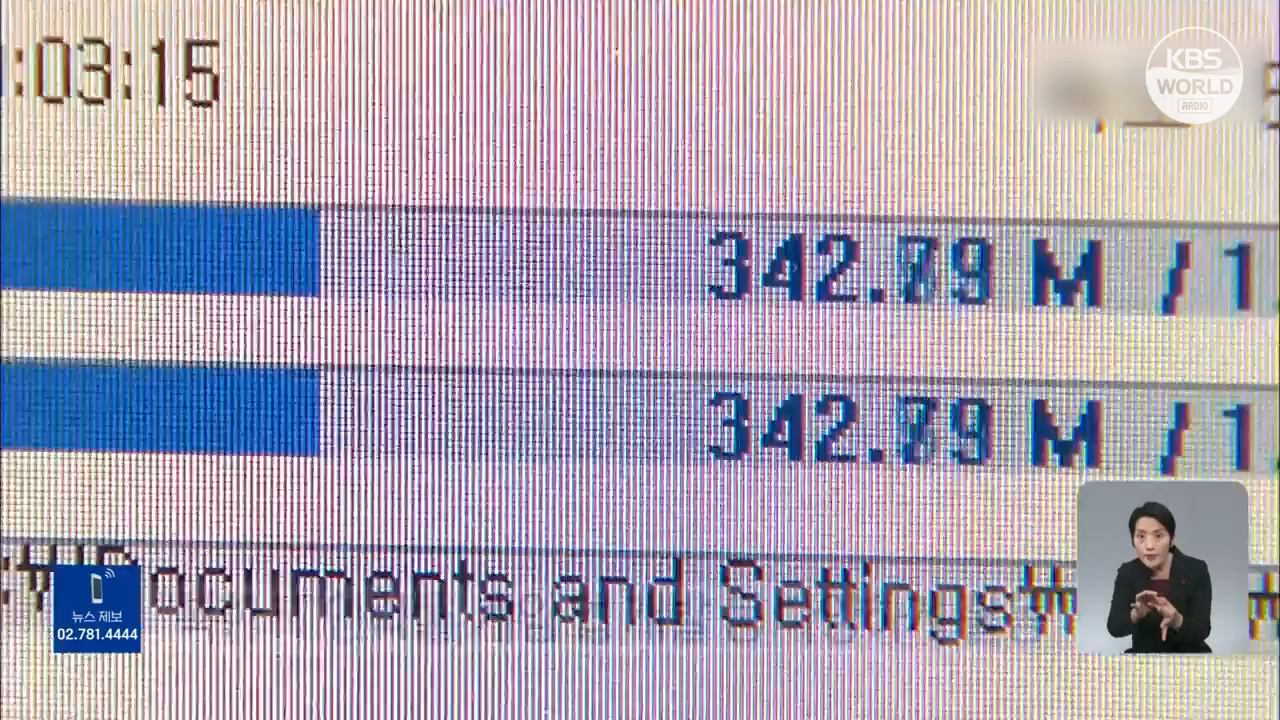 :03:15
KBS
WORLD
RADIO
342.79 M / 1
342.79 M / 1
₩Documents and Settings₩
뉴스 제보
02.781.4444